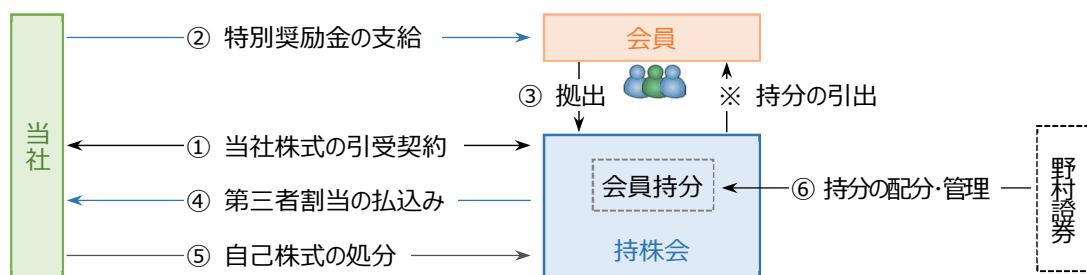 ② 特別奨励金の支給
会員
③ 拠出
※ 持分の引出
当社
① 当社株式の引受契約
会員持分
⑥ 持分の配分・管理
野村證券
④ 第三者割当の払込み
⑤ 自己株式の処分
持株会